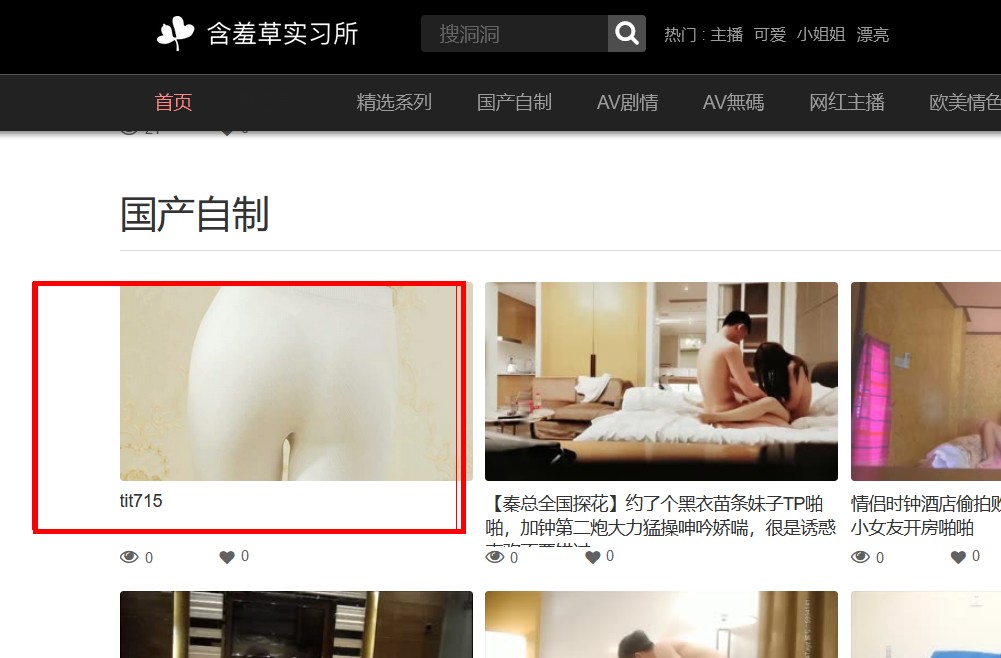 含羞草实习所
搜洞洞
热门 : 主播 可爱 小姐姐 漂亮
首页 精选系列 国产自制 AV剧情 AV無碼 网红主播 欧美情色
国产自制
tit715
【秦总全国探花】约了个黑衣苗条妹子TP啪
啪，加钟第二炮大力猛操呻吟娇喘，很是诱惑
情侣时钟酒店偷拍
小女友开房啪啪
0 0
0 0
0 0